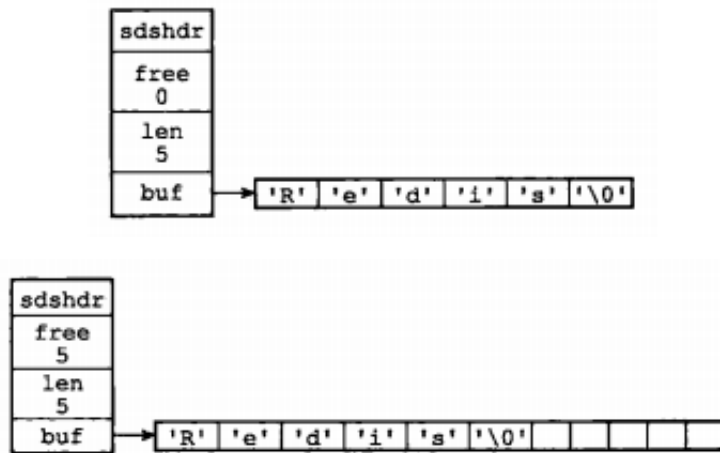 sdshdr
free
0
len
5
buf
'R' 'e' 'd' 'i' 's' '\0'
sdshdr
free
5
len
5
buf
'R' 'e' 'd' 'i' 's' '\0'